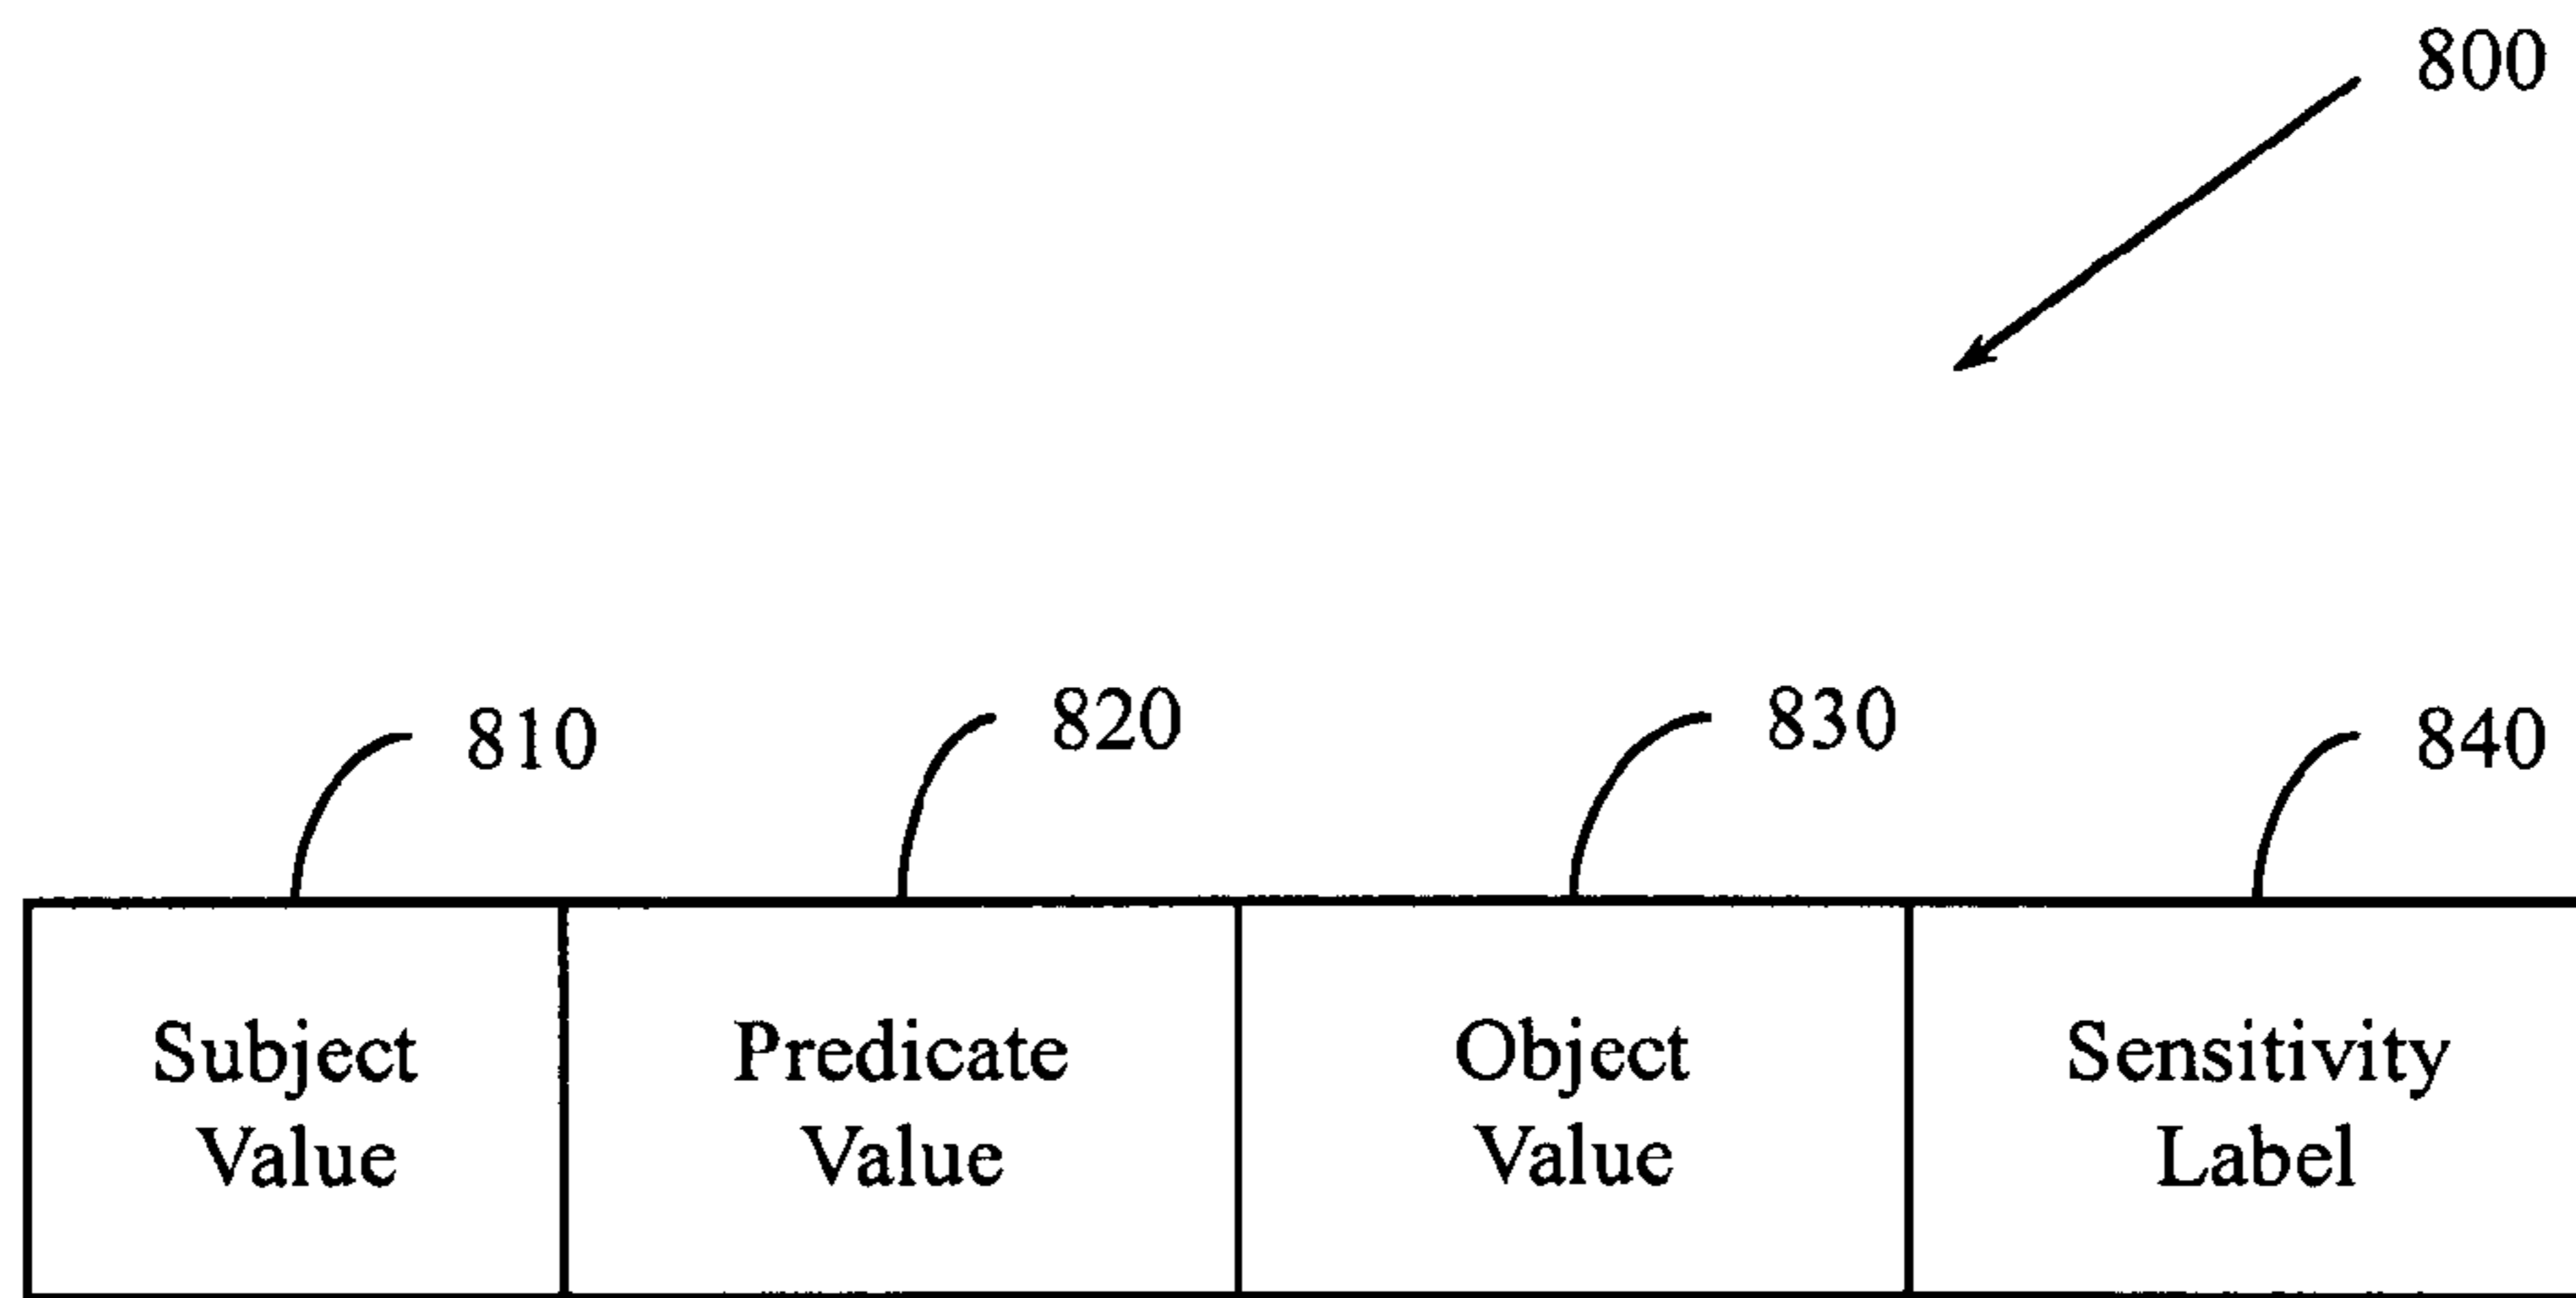 800
810
820
830
840
Subject
Value
Predicate
Value
Object
Value
Sensitivity
Label